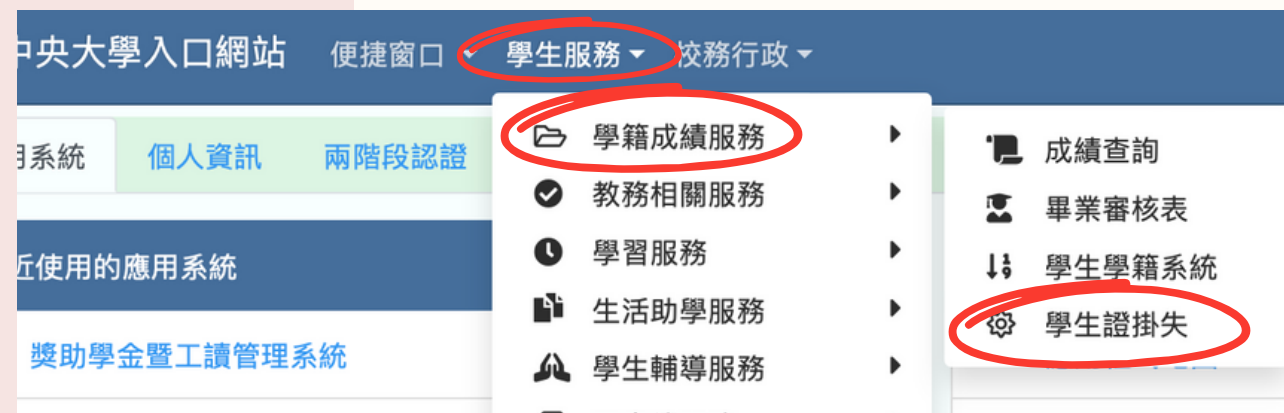 中央大學入口網站 便捷窗口 學生服務 校務行政
用系統 個人資訊 兩階段認證
近使用的應用系統
獎助學金暨工讀管理系統
學籍成績服務
教務相關服務
學習服務
生活助學服務
學生輔導服務
成績查詢
畢業審核表
學生學籍系統
學生證掛失